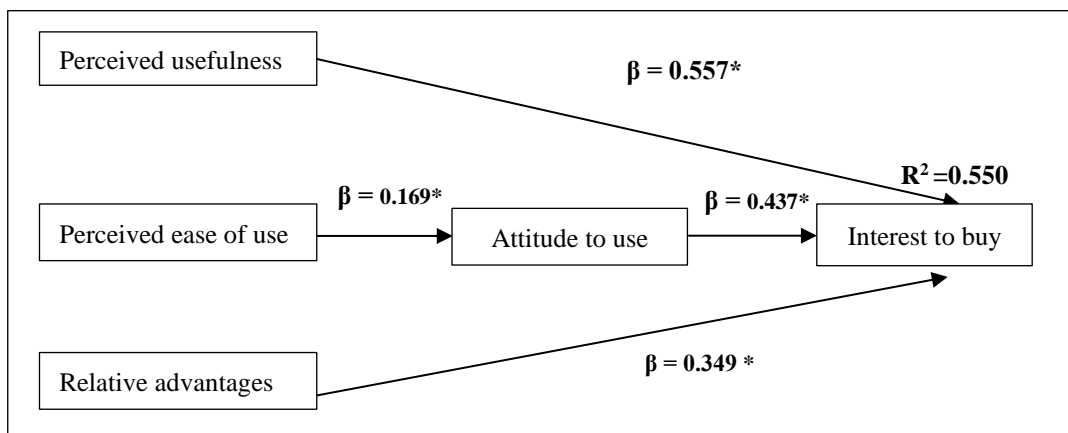 Perceived usefulness
β = 0.557*
R² =0.550
β = 0.169*
β = 0.437*
Perceived ease of use
Attitude to use
Interest to buy
β = 0.349 *
Relative advantages